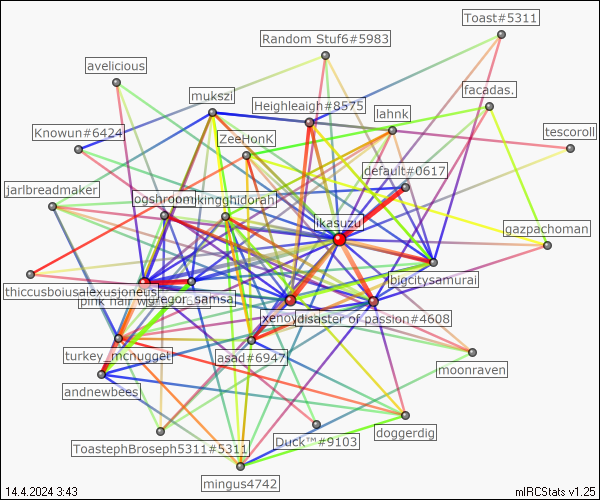 Toast#5311
Random Stuf6#5983
avelicious
facadas.
mukszi
Heighleaigh#8575
lahnk
Knowun#6424
ZeeHonK
tescoroll
default#0617
jarlbreadmaker
ogshroom
kingghidorah
ikasuzu
gazpachoman
bigcitysamurai
thiccusboiusalexusjoneus
gregor_samsa
pink
xenoy
disaster of passion#4608
turkey_mcnugget
asad#6947
moonraven
andnewbees
doggerdig
ToastephBroseph5311#5311
Duck™#9103
mingus4742
14.4.2024 3:43
mIRCStats v1.25